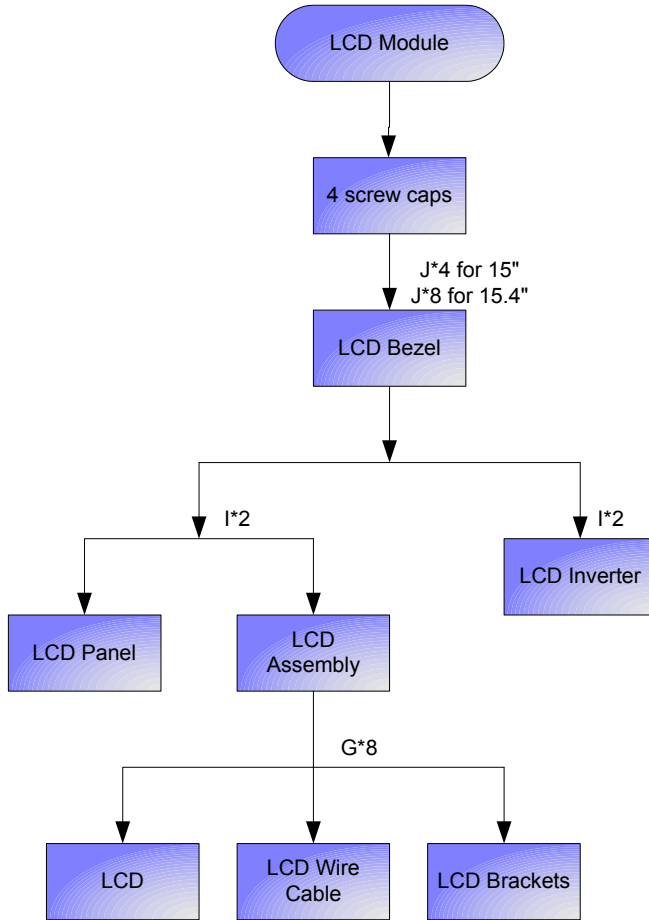 LCD Module
4 screw caps
J*4 for 15"
J*8 for 15.4"
LCD Bezel
I*2
I*2
LCD Inverter
LCD Panel
LCD
Assembly
G*8
LCD
LCD Wire
Cable
LCD Brackets